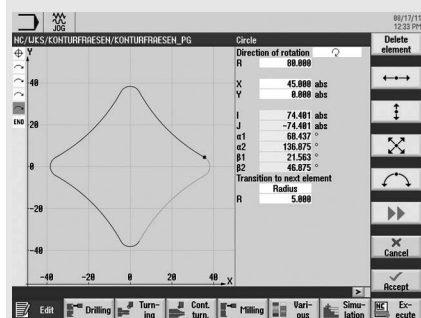 JOG
08/17/11
12:33 PM
NC/WKS/KONTURFRAESEN/KONTURFRAESEN_PG
Circle
Delete
element
Y
Direction of rotation
R 80.000
X 45.000 abs
Y 0.000 abs
I 74.401 abs
J -74.401 abs
α1 68.437 °
α2 136.875 °
β1 21.563 °
β2 46.875 °
Transition to next element
Radius
R 5.000
END
40
20
0
-20
-40
-40 -20 0 20 40 X
Cancel
Accept
Edit
Drilling
Turn-
ing
Cont.
turn.
Milling
Vari-
ous
Simu-
lation
NC
Ex-
ecute